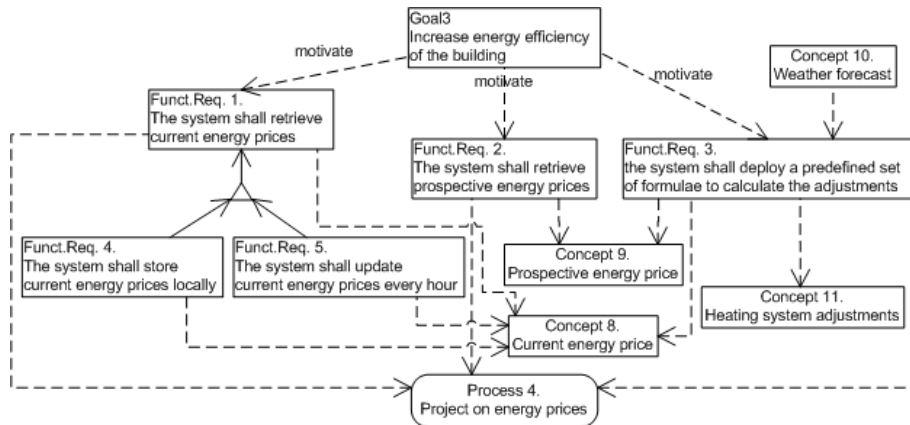 Goal3
Increase energy efficiency
of the building
motivate
motivate
motivate
Concept 10.
Weather forecast
Funct.Req. 1.
The system shall retrieve
current energy prices
Funct.Req. 2.
The system shall retrieve
prospective energy prices
Funct.Req. 3.
the system shall deploy a predefined set
of formulae to calculate the adjustments
Funct.Req. 4.
The system shall store
current energy prices locally
Funct.Req. 5.
The system shall update
current energy prices every hour
Concept 9.
Prospective energy price
Concept 11.
Heating system adjustments
Concept 8.
Current energy price
Process 4.
Project on energy prices